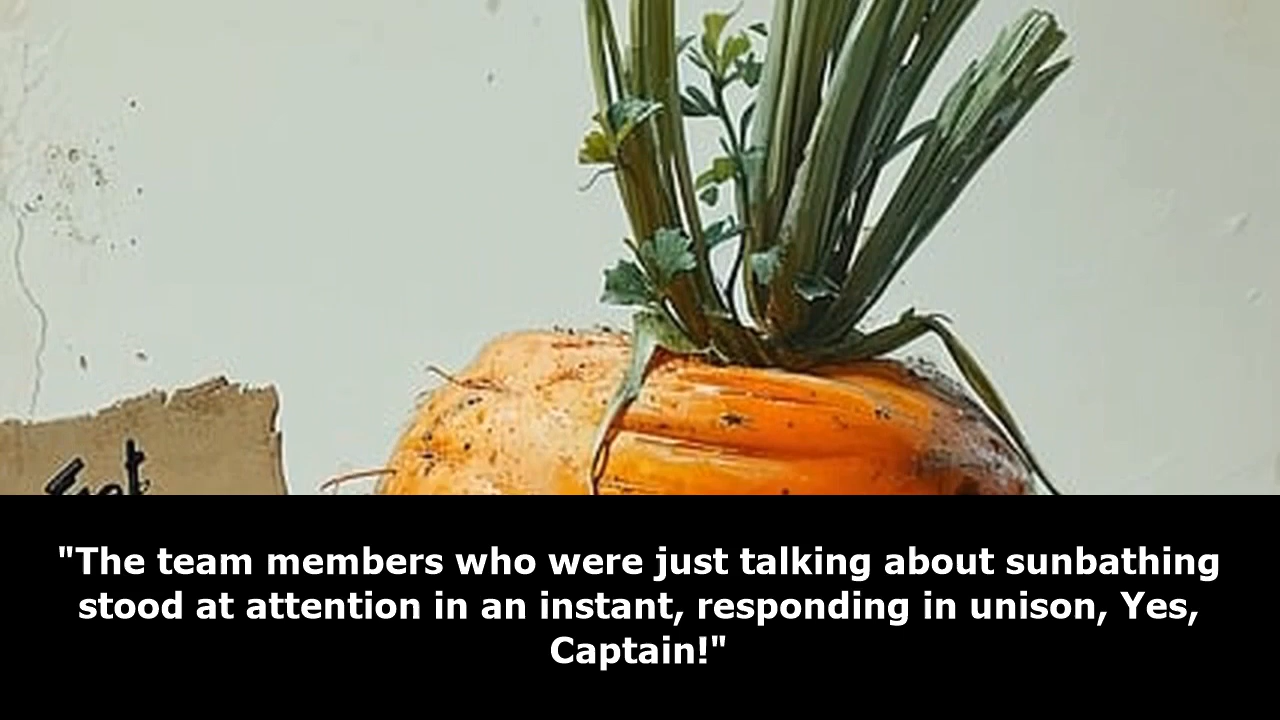 Eat
"The team members who were just talking about sunbathing
stood at attention in an instant, responding in unison, Yes,
Captain!"